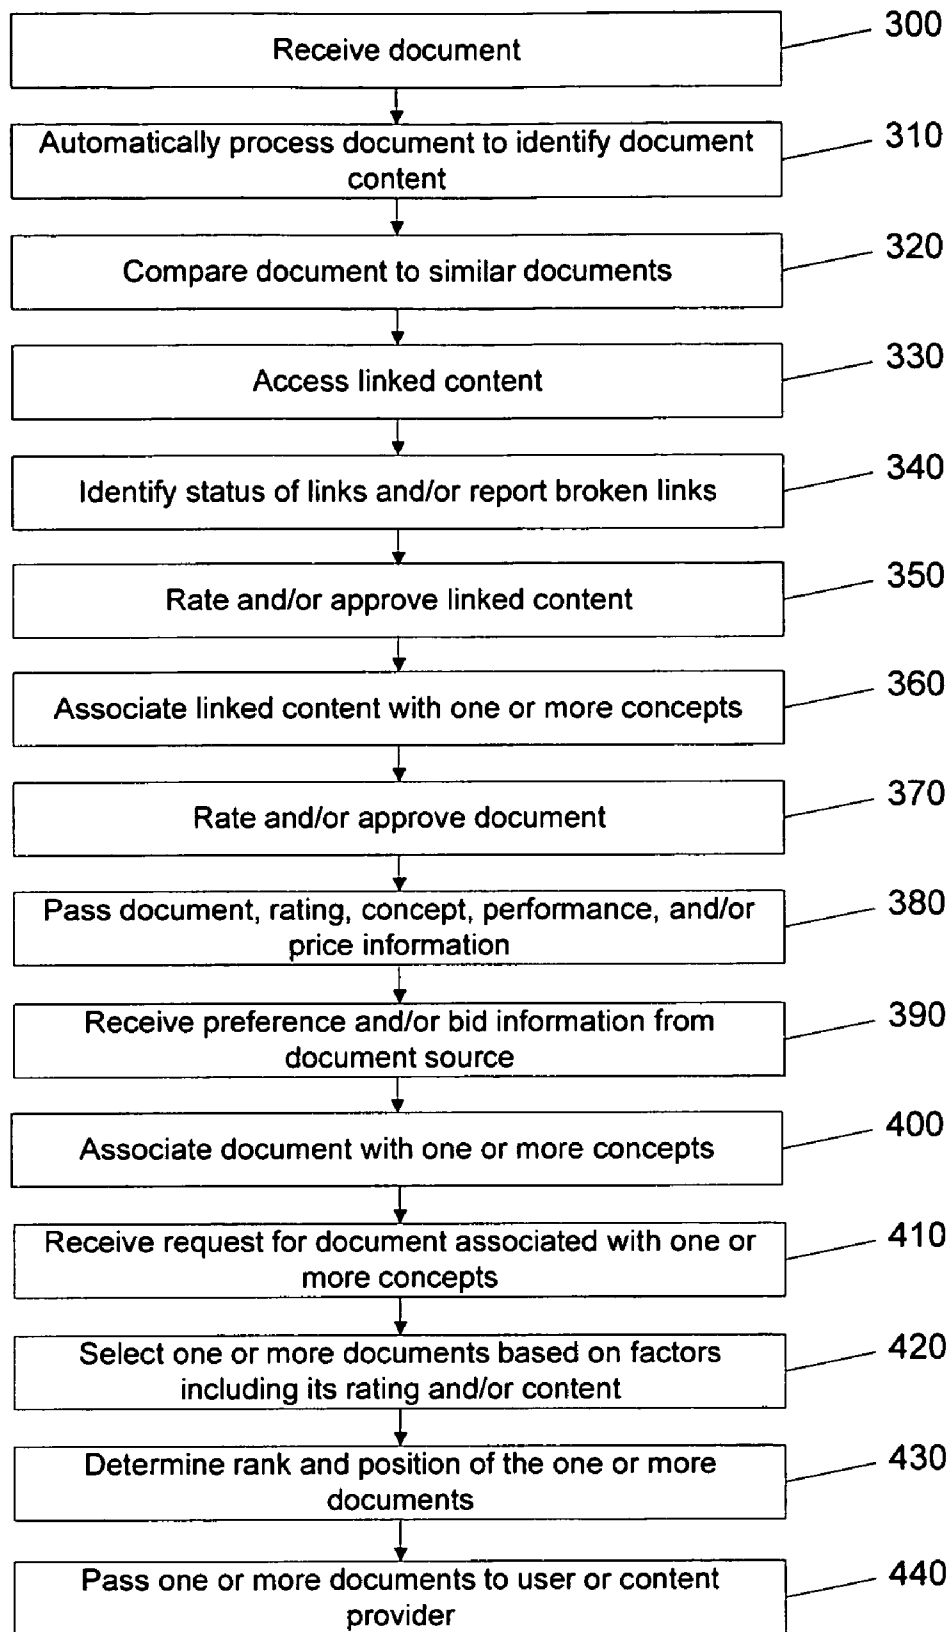 Receive document
300
Automatically process document to identify document
content
310
Compare document to similar documents
320
Access linked content
330
Identify status of links and/or report broken links
340
Rate and/or approve linked content
350
Associate linked content with one or more concepts
360
Rate and/or approve document
370
Pass document, rating, concept, performance, and/or
price information
380
Receive preference and/or bid information from
document source
390
Associate document with one or more concepts
400
Receive request for document associated with one or
more concepts
410
Select one or more documents based on factors
including its rating and/or content
420
Determine rank and position of the one or more
documents
430
Pass one or more documents to user or content
provider
440